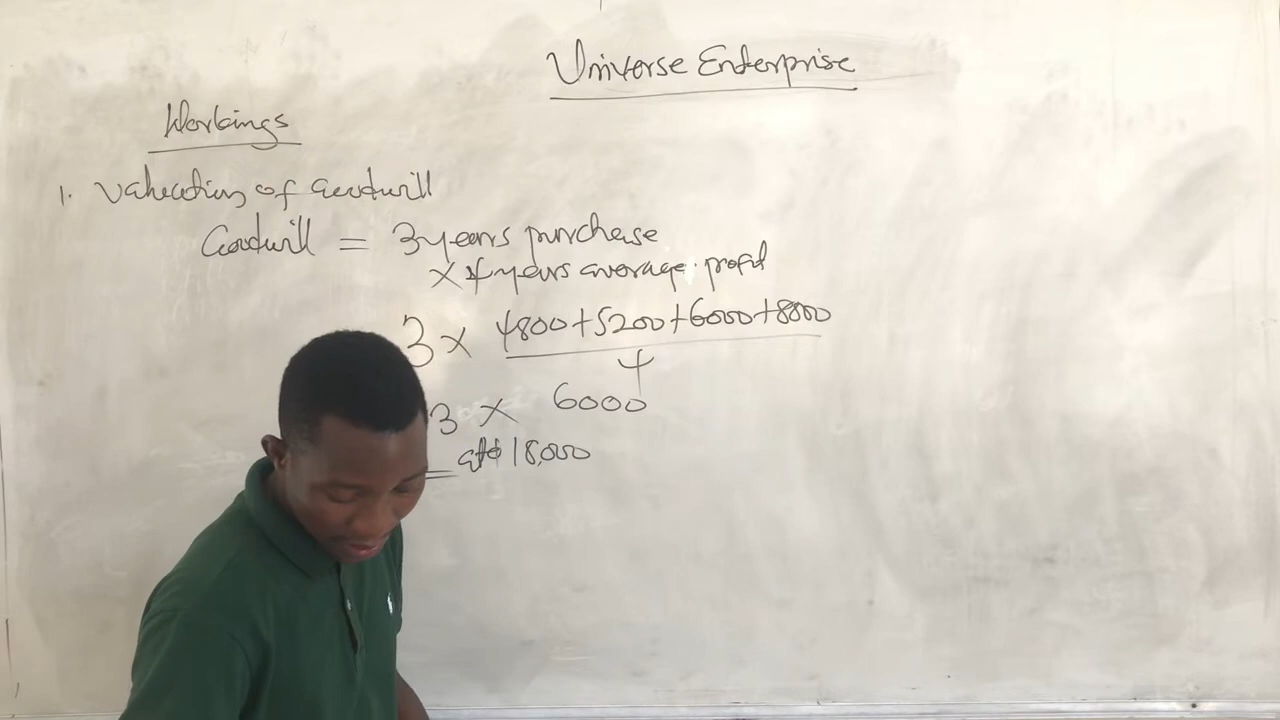 Universe Enterprise
Workings
1. Valuation of Goodwill
Goodwill = 3 years purchase
× 4 years average profit
3 × 4800+5200+6000+8000
4
3 × 6000
= 18,000